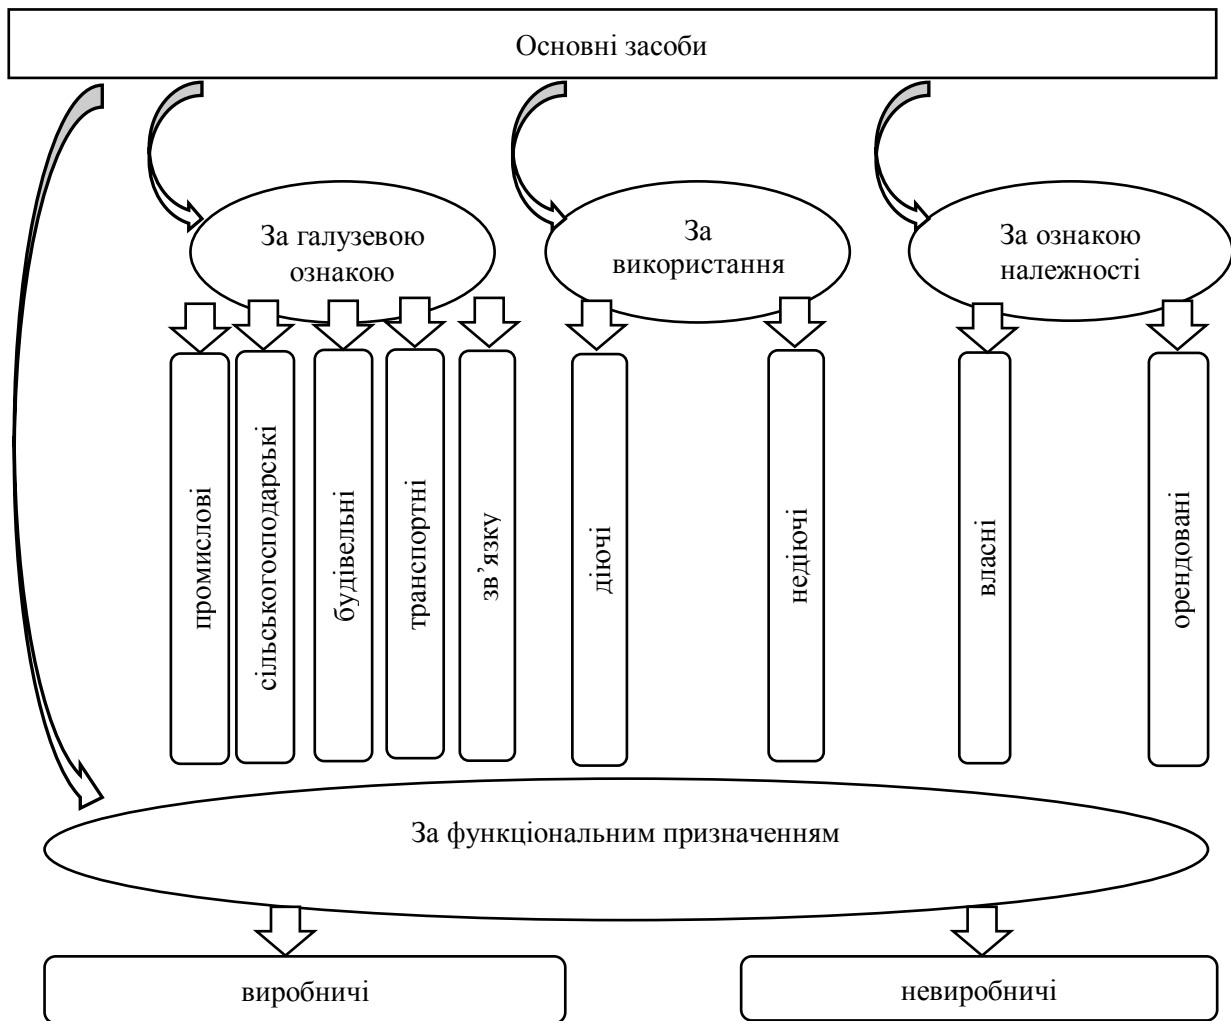 Основні засоби
За галузевою
ознакою
За
використання
За ознакою
належності
промислові
сільськогосподарські
будівельні
транспортні
зв’язку
діючі
недіючі
власні
орендовані
За функціональним призначенням
виробничі
невиробничі